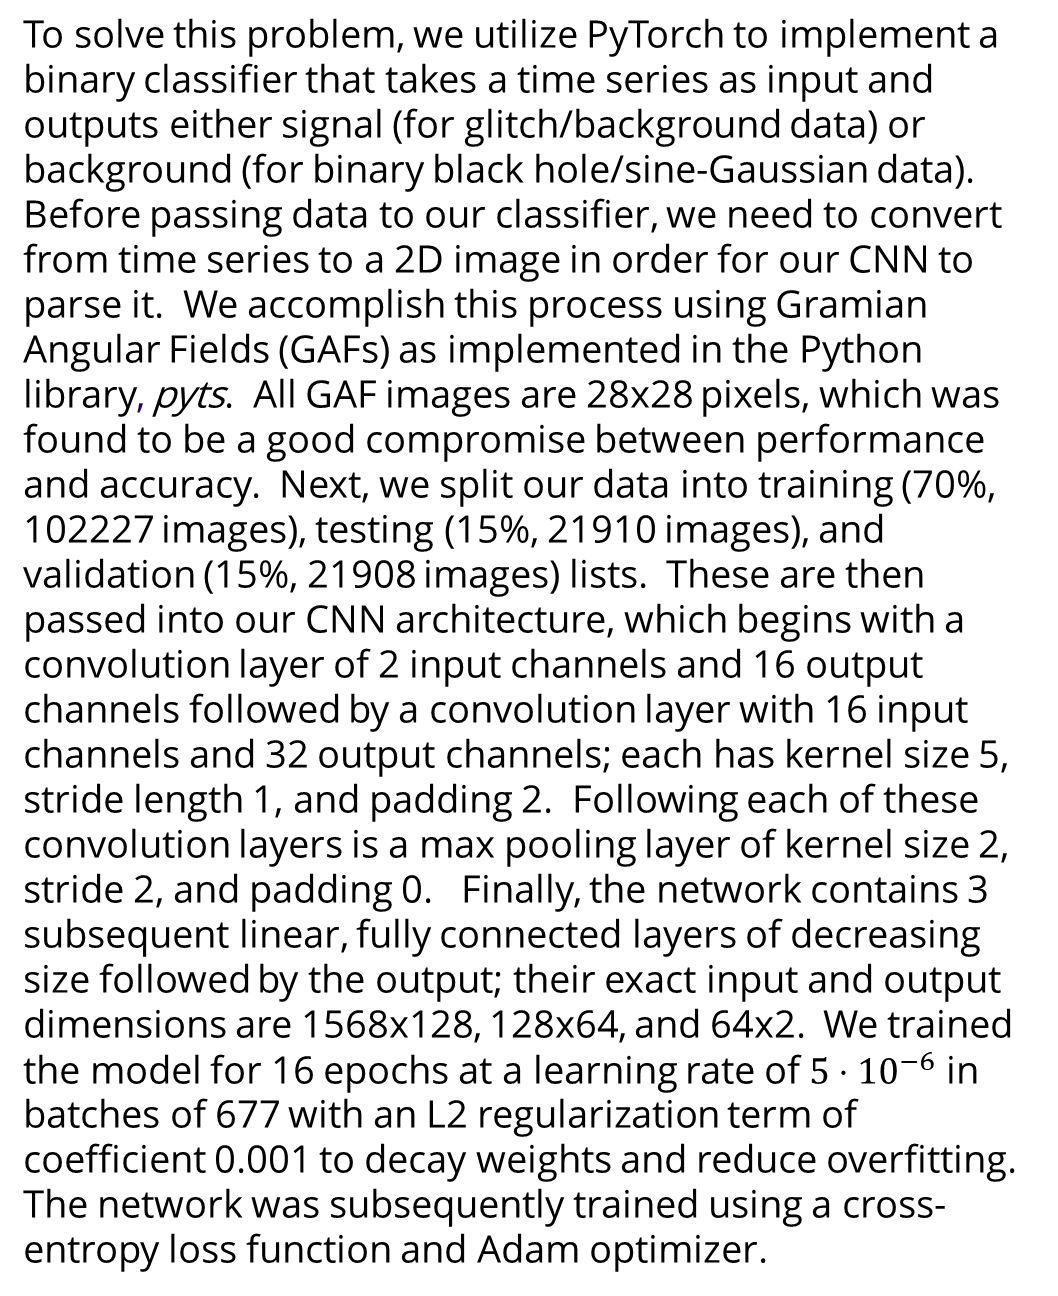 To solve this problem, we utilize PyTorch to implement a
binary classifier that takes a time series as input and
outputs either signal (for glitch/background data) or
background (for binary black hole/sine-Gaussian data).
Before passing data to our classifier, we need to convert
from time series to a 2D image in order for our CNN to
parse it.  We accomplish this process using Gramian
Angular Fields (GAFs) as implemented in the Python
library, pyts.  All GAF images are 28x28 pixels, which was
found to be a good compromise between performance
and accuracy.  Next, we split our data into training (70%,
102227 images), testing (15%, 21910 images), and
validation (15%, 21908 images) lists.  These are then
passed into our CNN architecture, which begins with a
convolution layer of 2 input channels and 16 output
channels followed by a convolution layer with 16 input
channels and 32 output channels; each has kernel size 5,
stride length 1, and padding 2.  Following each of these
convolution layers is a max pooling layer of kernel size 2,
stride 2, and padding 0.   Finally, the network contains 3
subsequent linear, fully connected layers of decreasing
size followed by the output; their exact input and output
dimensions are 1568x128, 128x64, and 64x2.  We trained
the model for 16 epochs at a learning rate of 5 · 10⁻⁶ in
batches of 677 with an L2 regularization term of
coefficient 0.001 to decay weights and reduce overfitting.
The network was subsequently trained using a cross-
entropy loss function and Adam optimizer.